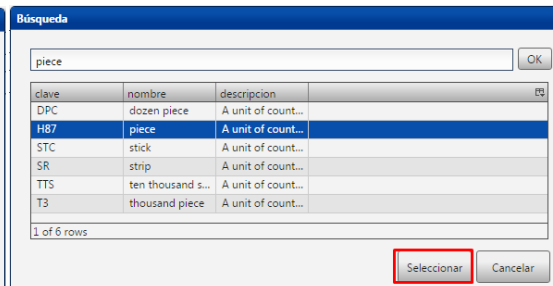 Búsqueda
piece OK
clave nombre descripcion
DPC dozen piece A unit of count...
H87 piece A unit of count...
STC stick A unit of count...
SR strip A unit of count...
TTS ten thousand s... A unit of count...
T3 thousand piece A unit of count...
1 of 6 rows
Seleccionar Cancelar